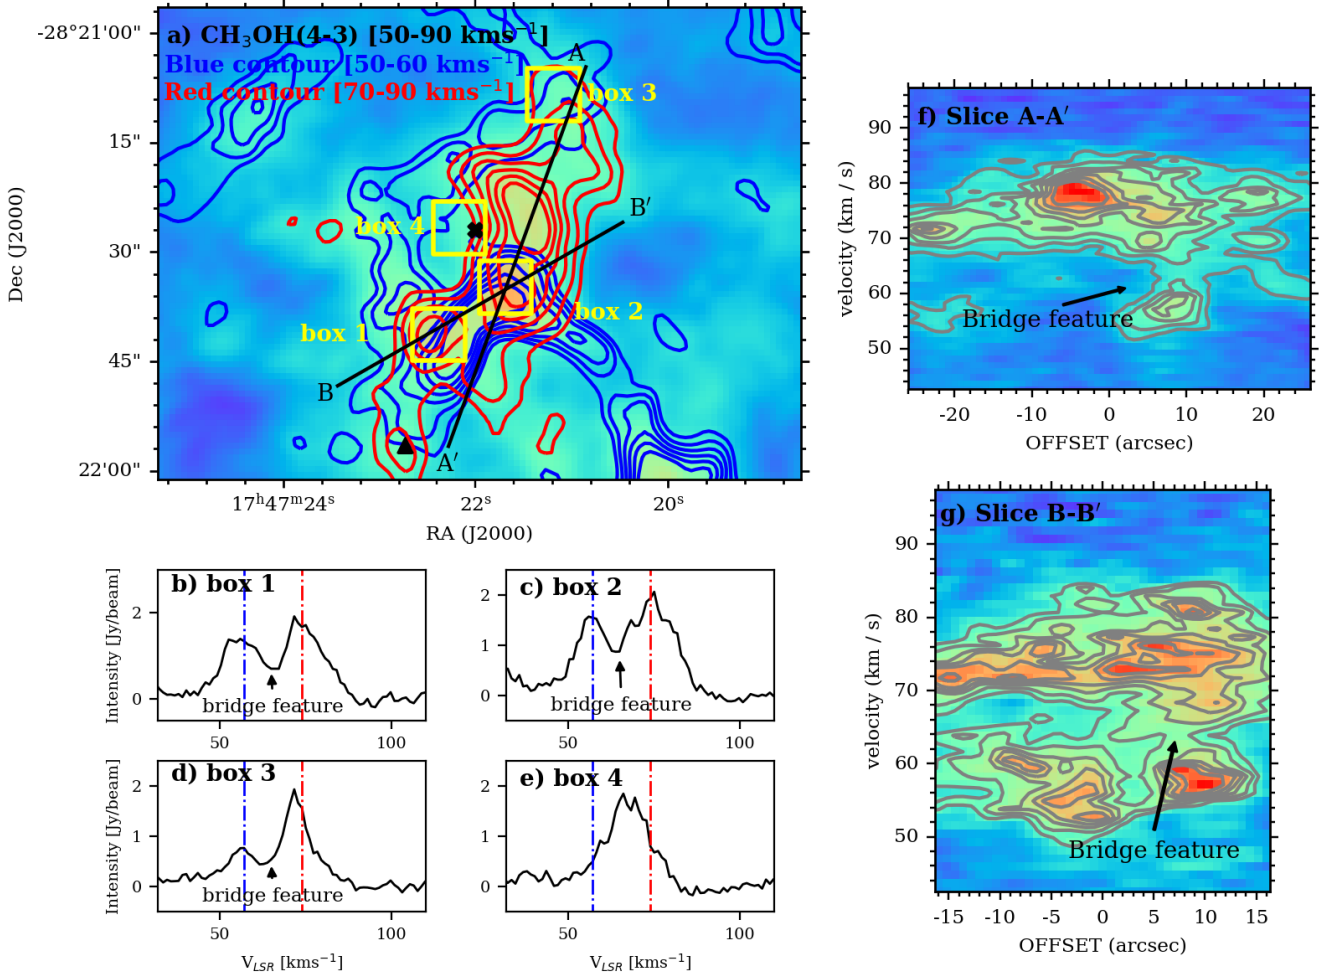 a) CH₃OH(4-3) [50-90 kms⁻¹]
Blue contour [50-60 kms⁻¹]
Red contour [70-90 kms⁻¹]
A
box 3
B′
box 4
box 2
box 1
B
A′
-28°21′00″
15″
30″
45″
22′00″
Dec (J2000)
17ʰ47ᵐ24ˢ
22ˢ
20ˢ
RA (J2000)
f) Slice A-A′
Bridge feature
90
80
70
60
50
velocity (km / s)
-20
-10
0
10
20
OFFSET (arcsec)
b) box 1
bridge feature
2
0
Intensity [Jy/beam]
50
100
c) box 2
bridge feature
2
1
0
50
100
d) box 3
bridge feature
2
1
0
Intensity [Jy/beam]
50
100
V_LSR [kms⁻¹]
e) box 4
2
1
0
50
100
V_LSR [kms⁻¹]
g) Slice B-B′
Bridge feature
90
80
70
60
50
velocity (km / s)
-15
-10
-5
0
5
10
15
OFFSET (arcsec)